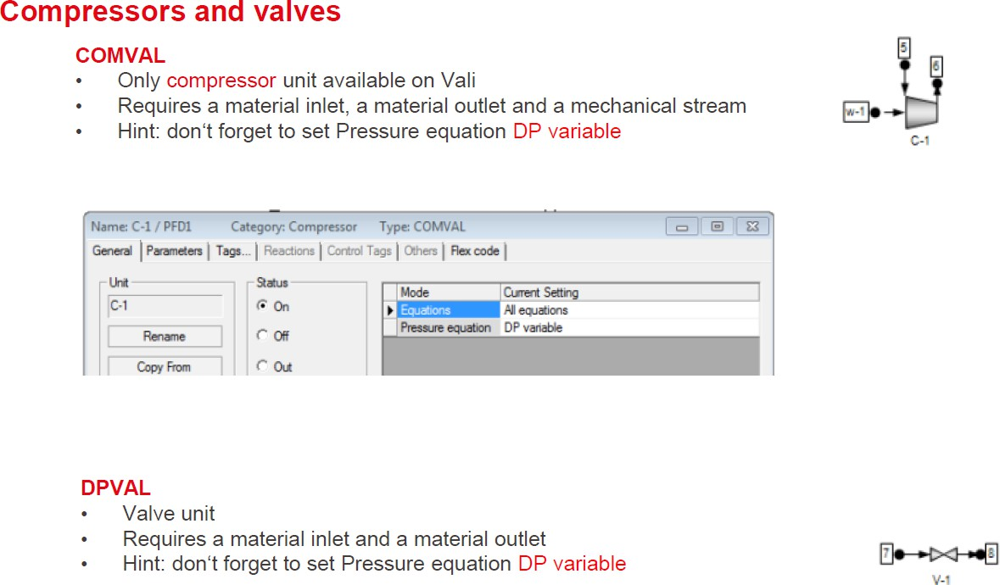 Compressors and valves
COMVAL
• Only compressor unit available on Vali
• Requires a material inlet, a material outlet and a mechanical stream
• Hint: don‘t forget to set Pressure equation DP variable
5
6
w-1
C-1
Name: C-1 / PFD1 Category: Compressor Type: COMVAL
General Parameters Tags... Reactions Control Tags Others Flex code
Unit
C-1
Rename
Copy From
Status
On
Off
Out
Mode Current Setting
Equations All equations
Pressure equation DP variable
DPVAL
• Valve unit
• Requires a material inlet and a material outlet
• Hint: don‘t forget to set Pressure equation DP variable
7 8
V-1